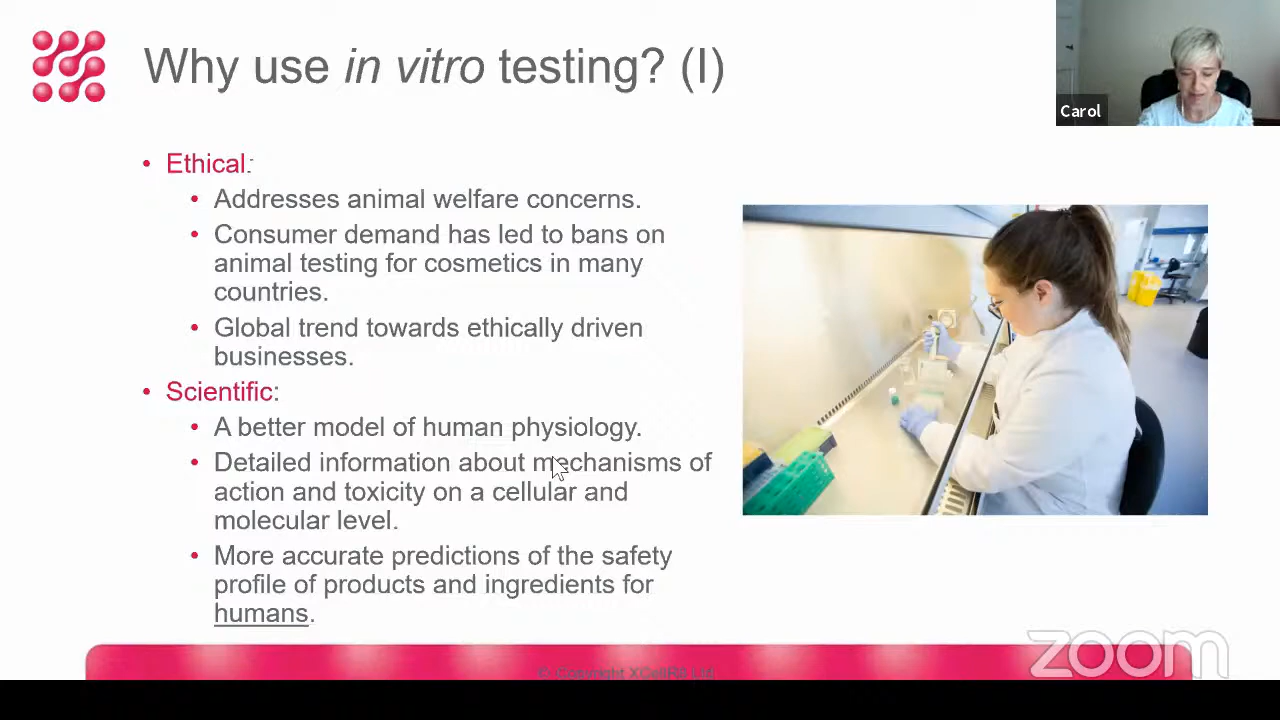 Why use in vitro testing? (I)
Carol
• Ethical:
• Addresses animal welfare concerns.
• Consumer demand has led to bans on
animal testing for cosmetics in many
countries.
• Global trend towards ethically driven
businesses.
• Scientific:
• A better model of human physiology.
• Detailed information about mechanisms of
action and toxicity on a cellular and
molecular level.
• More accurate predictions of the safety
profile of products and ingredients for
humans.
© Copyright XCellR8 Ltd
zoom